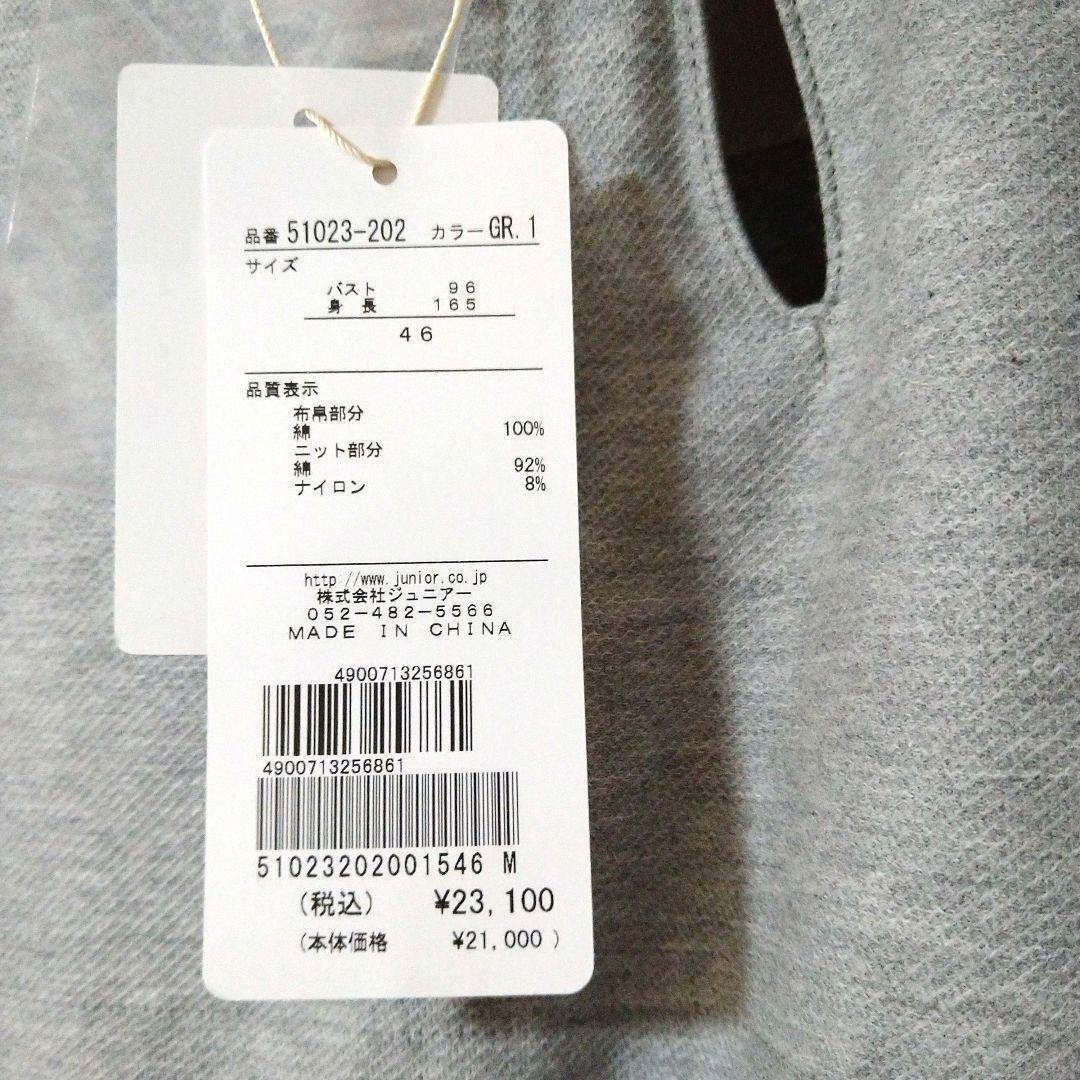 品番 51023-202 カラー GR.1
サイズ
バスト 96
身長 165
46
品質表示
布帛部分
綿 100%
ニット部分
綿 92%
ナイロン 8%
http://www.junior.co.jp
株式会社ジュニアー
052-482-5566
MADE IN CHINA
4900713256861
4900713256861
51023202001546 M
(税込) ¥23,100
(本体価格 ¥21,000 )